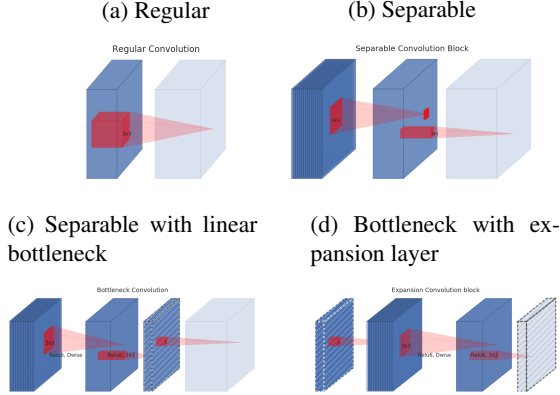 (a) Regular
(b) Separable
Regular Convolution
3x3
Separable Convolution Block
3x3
1x1
(c) Separable with linear
bottleneck
(d) Bottleneck with ex-
pansion layer
Bottleneck Convolution
3x3
Relu6, Dwise
Relu6, 1x1
Expansion Convolution block
3x3
Relu6, Dwise
Relu6, 1x1